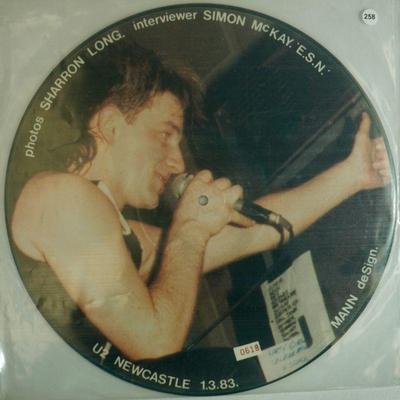 258
photos SHARRON LONG. interviewer SIMON McKAY. 'E.S.N.'
MANN deSign.
0618
U2 NEWCASTLE 1.3.83.